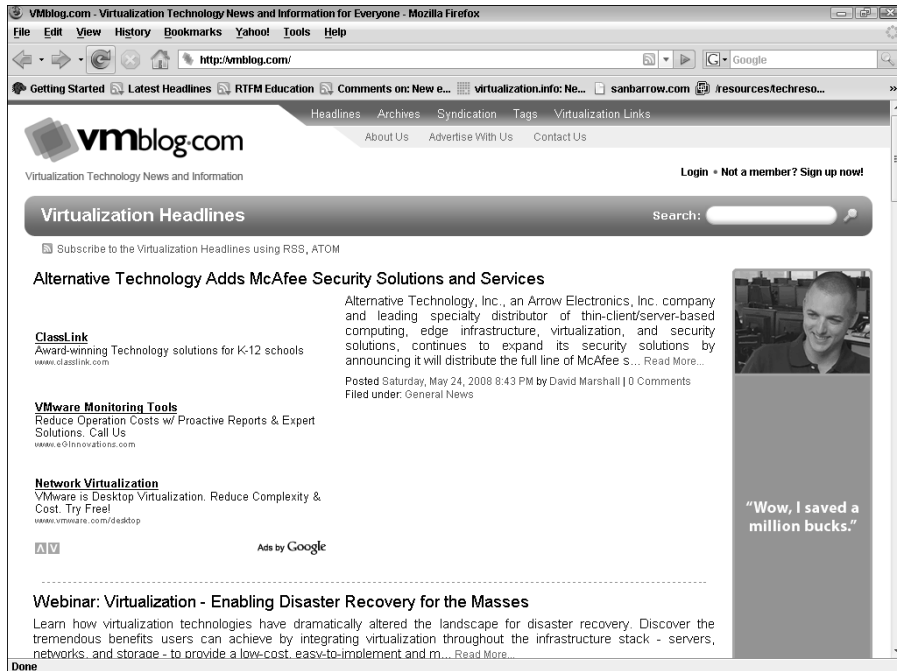 VMblog.com - Virtualization Technology News and Information for Everyone - Mozilla Firefox
File Edit View History Bookmarks Yahoo! Tools Help
http://vmblog.com/
G Google
Getting Started Latest Headlines RTFM Education Comments on: New e... virtualization.info: Ne... sanbarrow.com /resources/techreso... »
Headlines Archives Syndication Tags Virtualization Links
vmblog.com
About Us Advertise With Us Contact Us
Virtualization Technology News and Information
Login • Not a member? Sign up now!
Virtualization Headlines
Search:
Subscribe to the Virtualization Headlines using RSS, ATOM
Alternative Technology Adds McAfee Security Solutions and Services
Alternative Technology, Inc., an Arrow Electronics, Inc. company
and leading specialty distributor of thin-client/server-based
computing, edge infrastructure, virtualization, and security
solutions, continues to expand its security solutions by
announcing it will distribute the full line of McAfee s... Read More...
Posted Saturday, May 24, 2008 8:43 PM by David Marshall | 0 Comments
Filed under: General News
ClassLink
Award-winning Technology solutions for K-12 schools
www.classlink.com
VMware Monitoring Tools
Reduce Operation Costs w/ Proactive Reports & Expert
Solutions. Call Us
www.eGInnovations.com
Network Virtualization
VMware is Desktop Virtualization. Reduce Complexity &
Cost. Try Free!
www.vmware.com/desktop
Ads by Google
"Wow, I saved a
million bucks."
Webinar: Virtualization - Enabling Disaster Recovery for the Masses
Learn how virtualization technologies have dramatically altered the landscape for disaster recovery. Discover the
tremendous benefits users can achieve by integrating virtualization throughout the infrastructure stack - servers,
networks, and storage - to provide a low-cost, easy-to-implement and m... Read More...
Done